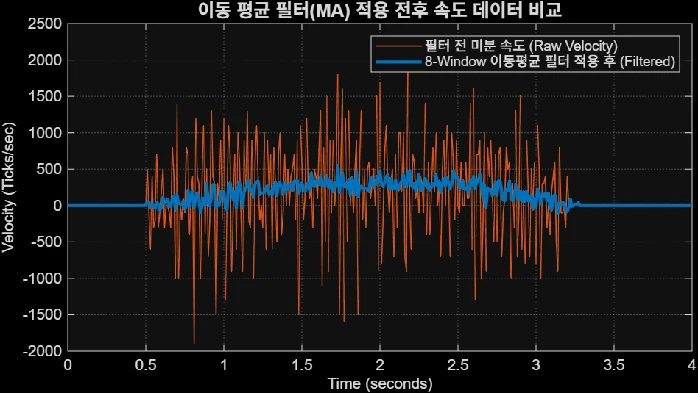 이동 평균 필터(MA) 적용 전후 속도 데이터 비교
필터 전 미분 속도 (Raw Velocity)
8-Window 이동평균 필터 적용 후 (Filtered)
Velocity (Ticks/sec)
2500
2000
1500
1000
500
0
-500
-1000
-1500
-2000
0 0.5 1 1.5 2 2.5 3 3.5 4
Time (seconds)